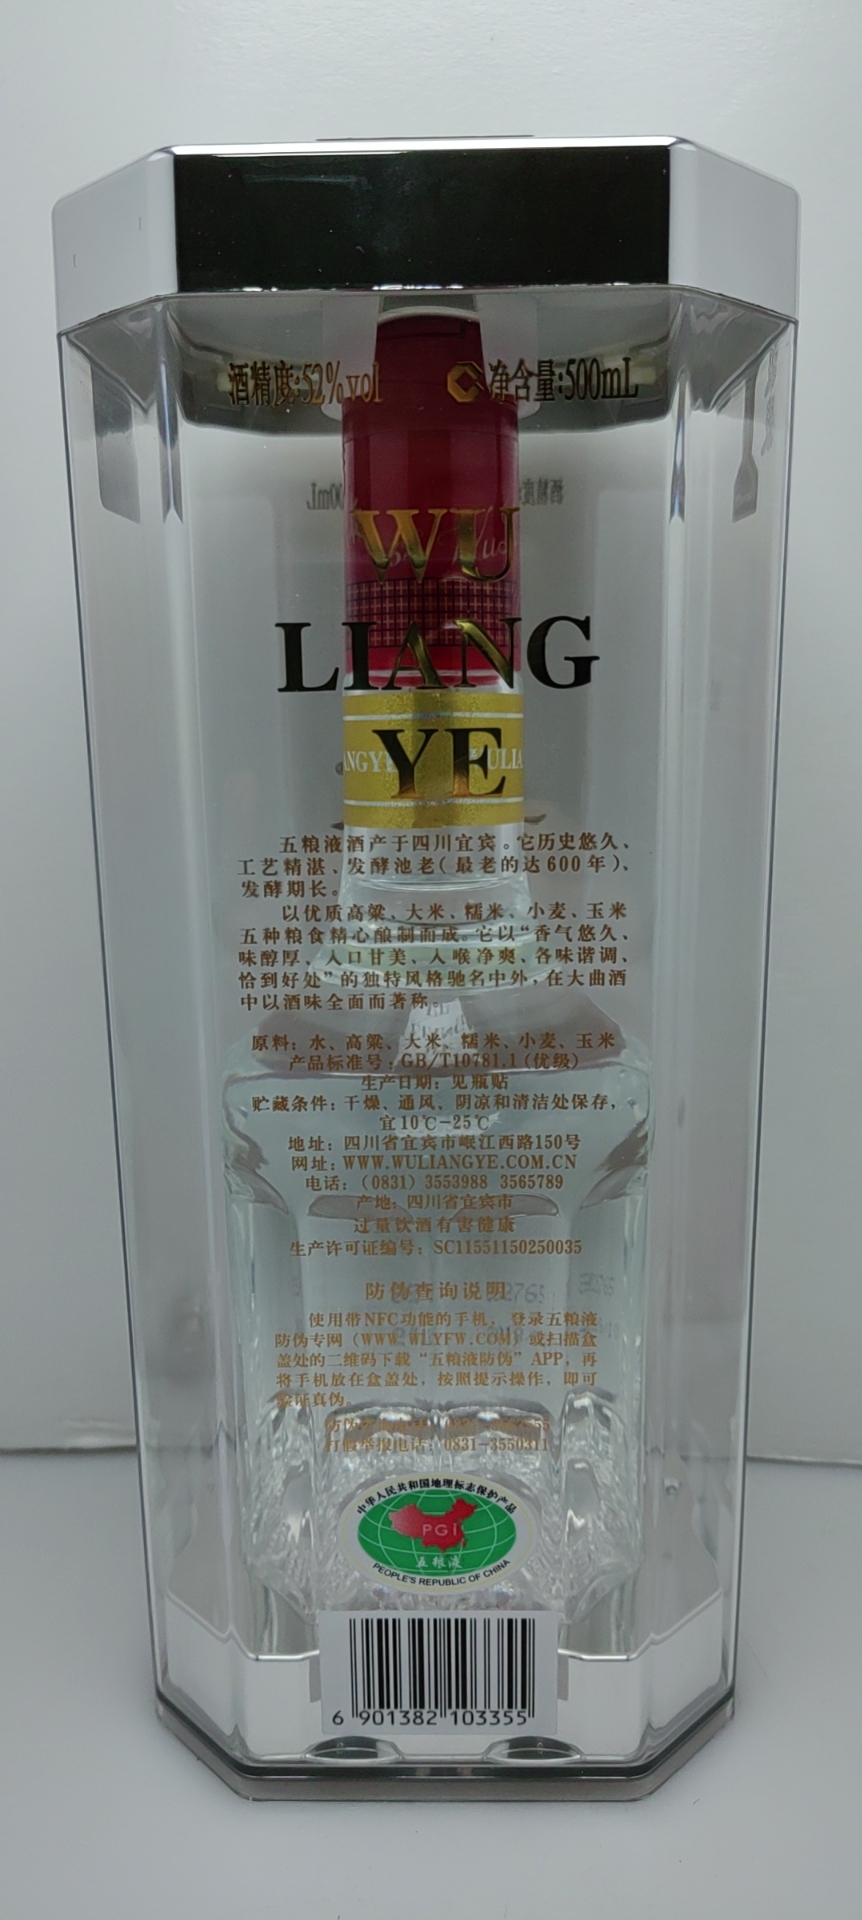 酒精度:52%vol 净含量:500mL
WU
LIANG
YE
五粮液酒产于四川宜宾。它历史悠久、
工艺精湛、发酵池老(最老的达600年)、
发酵期长。
以优质高粱、大米、糯米、小麦、玉米
五种粮食精心酿制而成。它以“香气悠久、
味醇厚、入口甘美、入喉净爽、各味谐调、
恰到好处”的独特风格驰名中外,在大曲酒
中以酒味全面而著称。
原料: 水、高粱、大米、糯米、小麦、玉米
产品标准号: GB/T10781.1(优级)
生产日期: 见瓶贴
贮藏条件: 干燥、通风、阴凉和清洁处保存,
宜10℃-25℃
地址: 四川省宜宾市岷江西路150号
网址: WWW.WULIANGYE.COM.CN
电话: (0831) 3553988 3565789
产地: 四川省宜宾市
过量饮酒有害健康
生产许可证编号: SC11551150250035
防伪查询说明
使用带NFC功能的手机, 登录五粮液
防伪专网 (WWW.WLYFW.COM) 或扫描盒
盖处的二维码下载“五粮液防伪”APP, 再
将手机放在盒盖处, 按照提示操作, 即可
验证真伪。
打假举报电话: 0831-3550311
中华人民共和国地理标志保护产品
PGI
五粮液
PEOPLE'S REPUBLIC OF CHINA
6 901382 103355